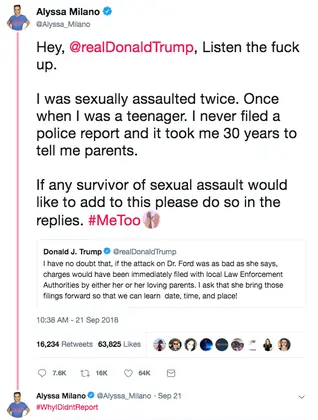 Alyssa Milano
@Alyssa_Milano
Hey, @realDonaldTrump, Listen the fuck
up.
I was sexually assaulted twice. Once
when I was a teenager. I never filed a
police report and it took me 30 years to
tell me parents.
If any survivor of sexual assault would
like to add to this please do so in the
replies. #MeToo
Donald J. Trump @realDonaldTrump
I have no doubt that, if the attack on Dr. Ford was as bad as she says,
charges would have been immediately filed with local Law Enforcement
Authorities by either her or her loving parents. I ask that she bring those
filings forward so that we can learn date, time, and place!
10:38 AM - 21 Sep 2018
16,234 Retweets 63,825 Likes
7.6K 16K 64K
Alyssa Milano @Alyssa_Milano · Sep 21
#WhyIDidntReport